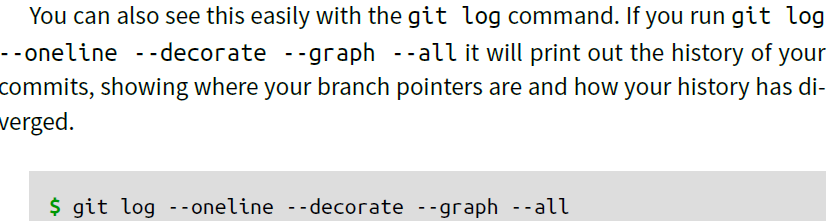 You can also see this easily with the git log command. If you run git log
--oneline --decorate --graph --all it will print out the history of your
commits, showing where your branch pointers are and how your history has di-
verged.
$ git log --oneline --decorate --graph --all